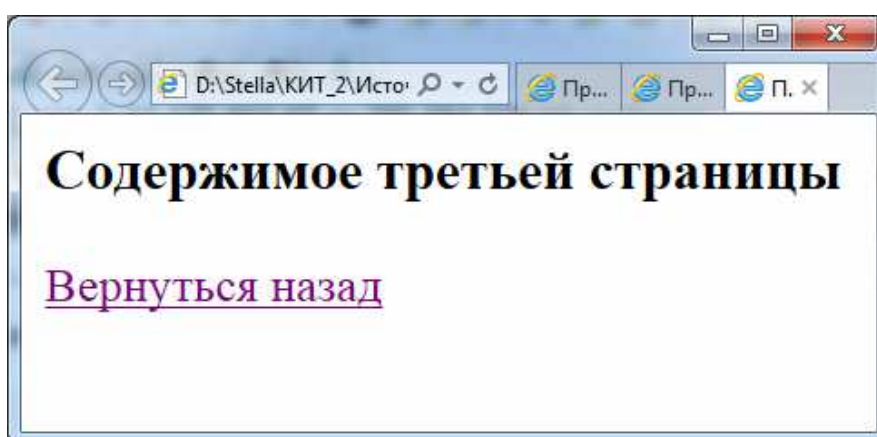 D:\Stella\КИТ_2\Исто
Пр... Пр... П.
Содержимое третьей страницы
Вернуться назад